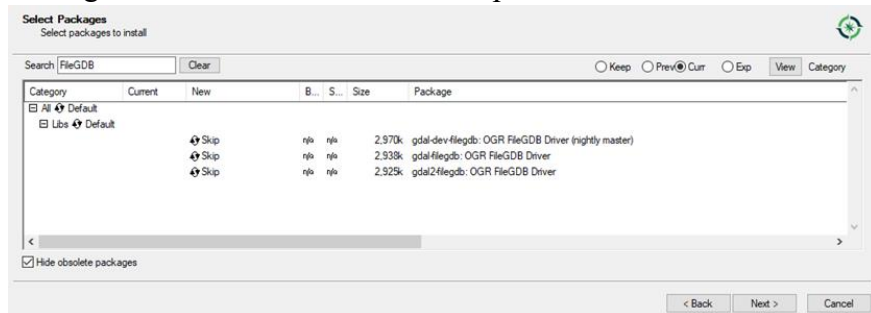 Select Packages
Select packages to install
Search FileGDB Clear Keep Prev Curr Exp View Category
Category Current New B... S... Size Package
All Default
Libs Default
Skip n/a n/a 2,970k gdal-dev-filegdb: OGR FileGDB Driver (nightly master)
Skip n/a n/a 2,938k gdal-filegdb: OGR FileGDB Driver
Skip n/a n/a 2,925k gdal2-filegdb: OGR FileGDB Driver
Hide obsolete packages
< Back Next > Cancel